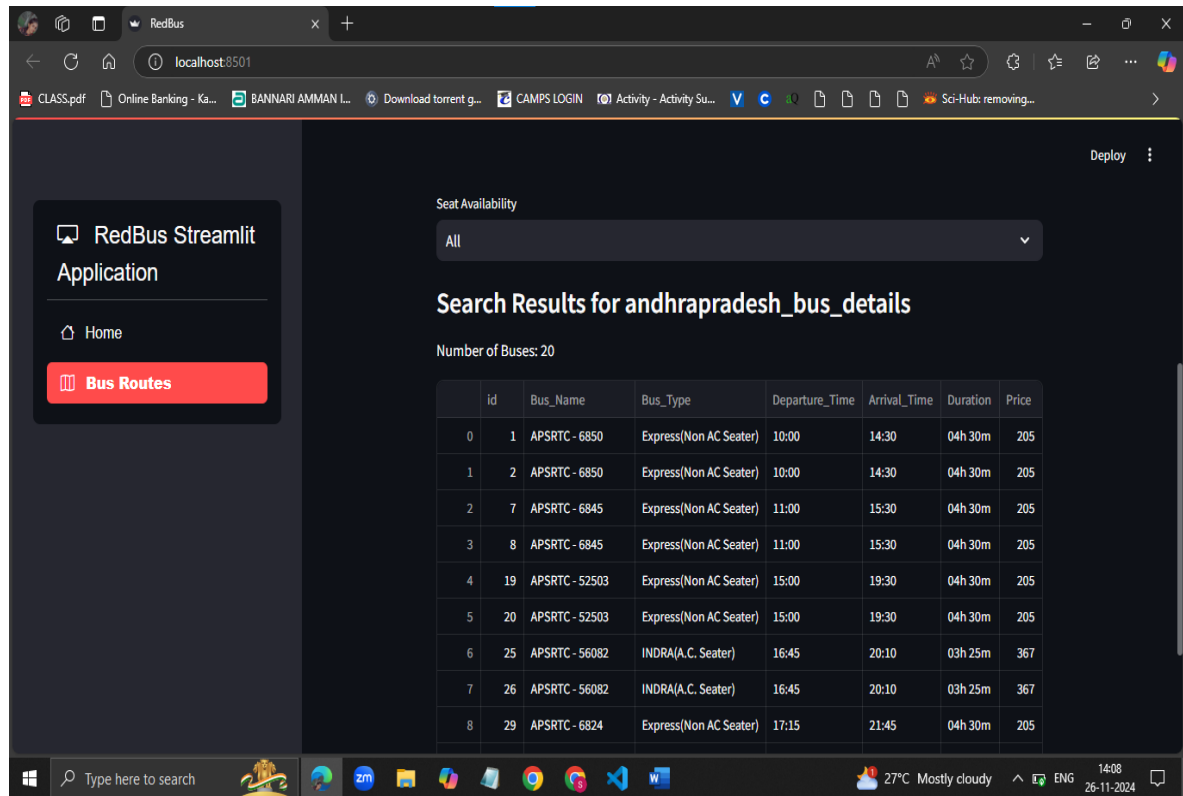 RedBus
localhost:8501
CLASS.pdf Online Banking - Ka... BANNARI AMMAN I... Download torrent g... CAMPS LOGIN Activity - Activity Su... Sci-Hub: removing...
Deploy
RedBus Streamlit
Application
Home
Bus Routes
Seat Availability
All
Search Results for andhrapradesh_bus_details
Number of Buses: 20
id Bus_Name Bus_Type Departure_Time Arrival_Time Duration Price
0 1 APSRTC - 6850 Express(Non AC Seater) 10:00 14:30 04h 30m 205
1 2 APSRTC - 6850 Express(Non AC Seater) 10:00 14:30 04h 30m 205
2 7 APSRTC - 6845 Express(Non AC Seater) 11:00 15:30 04h 30m 205
3 8 APSRTC - 6845 Express(Non AC Seater) 11:00 15:30 04h 30m 205
4 19 APSRTC - 52503 Express(Non AC Seater) 15:00 19:30 04h 30m 205
5 20 APSRTC - 52503 Express(Non AC Seater) 15:00 19:30 04h 30m 205
6 25 APSRTC - 56082 INDRA(A.C. Seater) 16:45 20:10 03h 25m 367
7 26 APSRTC - 56082 INDRA(A.C. Seater) 16:45 20:10 03h 25m 367
8 29 APSRTC - 6824 Express(Non AC Seater) 17:15 21:45 04h 30m 205
Type here to search
zm
27°C Mostly cloudy
ENG
14:08
26-11-2024